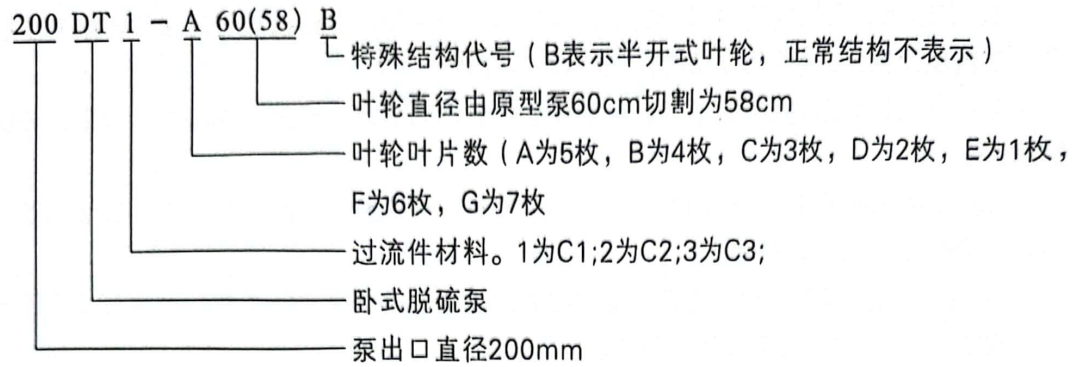 200 DT 1 - A 60(58) B
特殊结构代号（B表示半开式叶轮，正常结构不表示）
叶轮直径由原型泵60cm切割为58cm
叶轮叶片数（A为5枚，B为4枚，C为3枚，D为2枚，E为1枚，
F为6枚，G为7枚
过流件材料。1为C1;2为C2;3为C3;
卧式脱硫泵
泵出口直径200mm